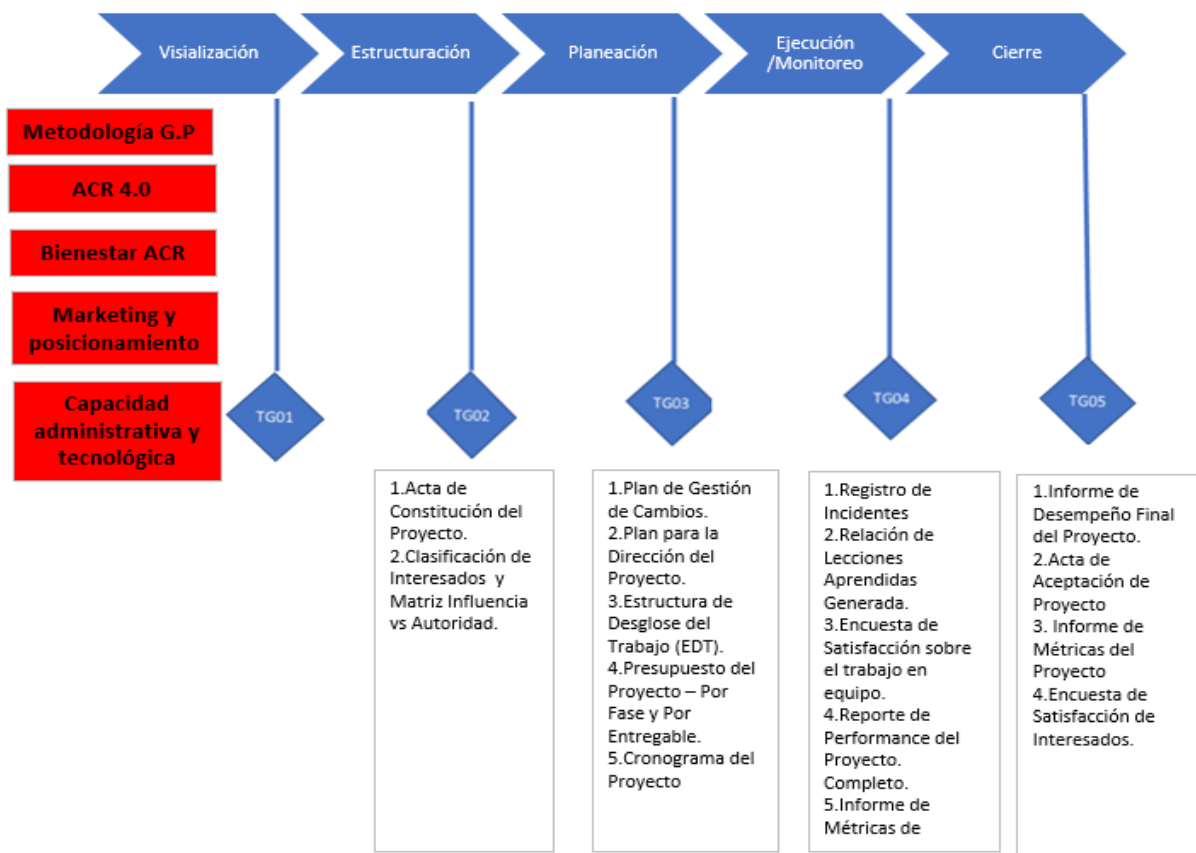 Visialización
Estructuración
Planeación
Ejecución
/Monitoreo
Cierre
Metodología G.P
ACR 4.0
Bienestar ACR
Marketing y
posicionamiento
Capacidad
administrativa y
tecnológica
TG01
TG02
TG03
TG04
TG05
1.Acta de
Constitución del
Proyecto.
2.Clasificación de
Interesados y
Matriz Influencia
vs Autoridad.
1.Plan de Gestión
de Cambios.
2.Plan para la
Dirección del
Proyecto.
3.Estructura de
Desglose del
Trabajo (EDT).
4.Presupuesto del
Proyecto – Por
Fase y Por
Entregable.
5.Cronograma del
Proyecto
1.Registro de
Incidentes
2.Relación de
Lecciones
Aprendidas
Generada.
3.Encuesta de
Satisfacción sobre
el trabajo en
equipo.
4.Reporte de
Performance del
Proyecto.
Completo.
5.Informe de
Métricas de
1.Informe de
Desempeño Final
del Proyecto.
2.Acta de
Aceptación de
Proyecto
3. Informe de
Métricas del
Proyecto
4.Encuesta de
Satisfacción de
Interesados.